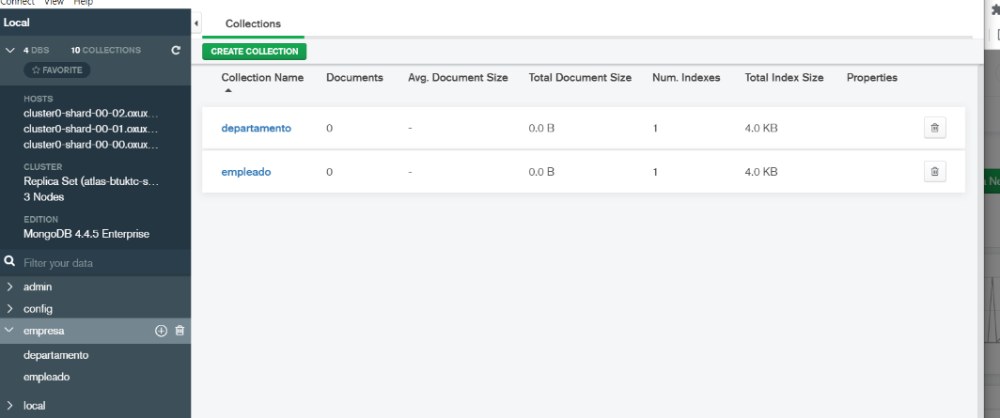 Connect View Help
Local
4 DBS 10 COLLECTIONS
FAVORITE
HOSTS
cluster0-shard-00-02.oxux...
cluster0-shard-00-01.oxux...
cluster0-shard-00-00.oxux...
CLUSTER
Replica Set (atlas-btuktc-s...
3 Nodes
EDITION
MongoDB 4.4.5 Enterprise
Filter your data
admin
config
empresa
departamento
empleado
local
Collections
CREATE COLLECTION
Collection Name Documents Avg. Document Size Total Document Size Num. Indexes Total Index Size Properties
departamento 0 - 0.0 B 1 4.0 KB
empleado 0 - 0.0 B 1 4.0 KB